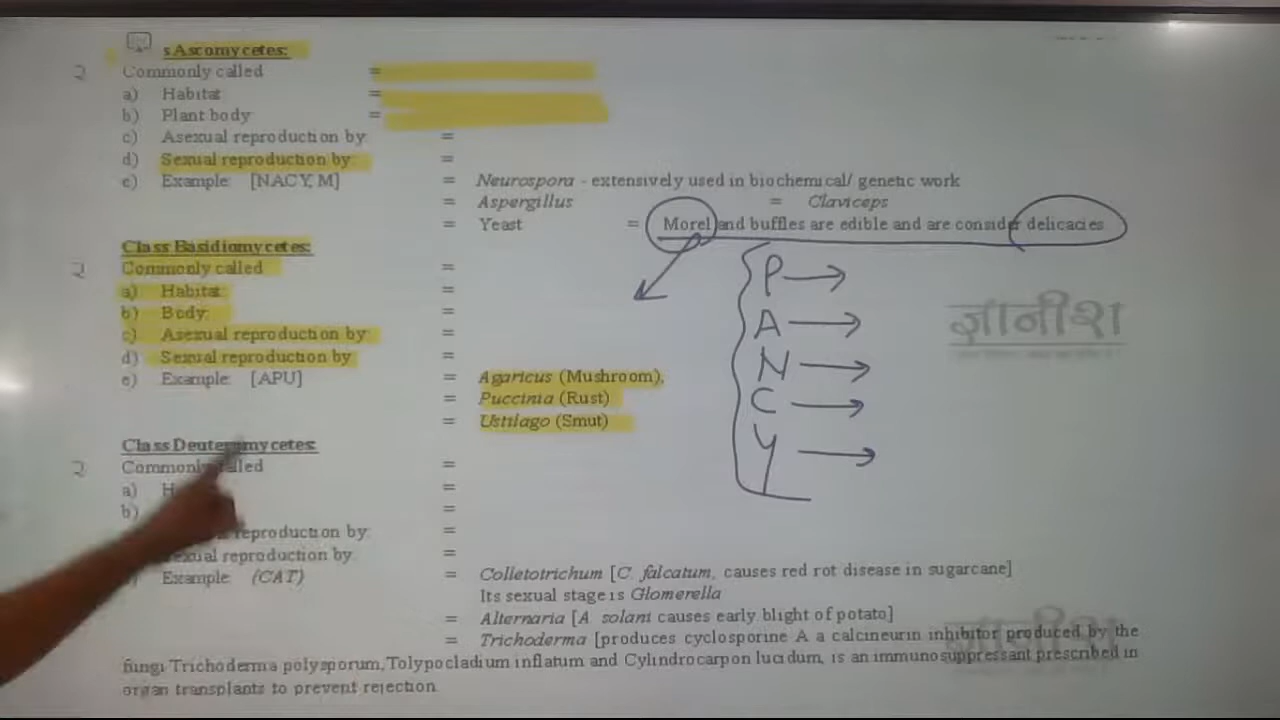 s Ascomycetes:
Commonly called =
a) Habitat =
b) Plant body =
c) Asexual reproduction by: =
d) Sexual reproduction by: =
e) Example: [NACY, M] = Neurospora - extensively used in biochemical/ genetic work
= Aspergillus = Claviceps
= Yeast = Morel and buffles are edible and are consider delicacies
Class Basidiomycetes:
Commonly called =
a) Habitat =
b) Body: =
c) Asexual reproduction by: =
d) Sexual reproduction by =
e) Example: [APU] = Agaricus (Mushroom),
= Puccinia (Rust)
= Ustilago (Smut)
P →
A →
N →
C →
Y →
ज्ञानीश
Class Deuteromycetes:
Commonly called =
a) H =
b) =
reproduction by: =
sexual reproduction by. =
Example: (CAT) = Colletotrichum [C. falcatum, causes red rot disease in sugarcane]
Its sexual stage is Glomerella
= Alternaria [A solani causes early blight of potato]
= Trichoderma [produces cyclosporine A a calcineurin inhibitor produced by the
fungi Trichoderma polysporum, Tolypocladium inflatum and Cylindrocarpon lucidum, is an immunosuppressant prescribed in
organ transplants to prevent rejection.
ज्ञानीश